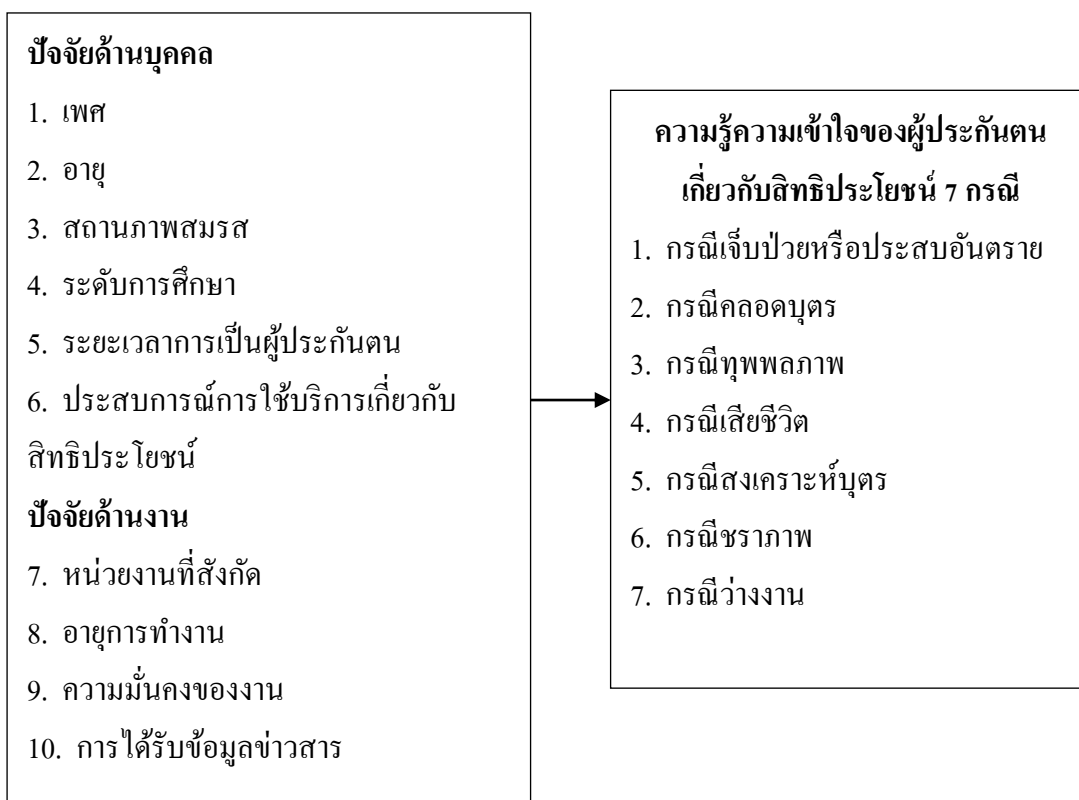 ปัจจัยด้านบุคคล
1. เพศ
2. อายุ
3. สถานภาพสมรส
4. ระดับการศึกษา
5. ระยะเวลาการเป็นผู้ประกันตน
6. ประสบการณ์การใช้บริการเกี่ยวกับ
สิทธิประโยชน์
ปัจจัยด้านงาน
7. หน่วยงานที่สังกัด
8. อายุการทำงาน
9. ความมั่นคงของงาน
10. การได้รับข้อมูลข่าวสาร
ความรู้ความเข้าใจของผู้ประกันตน
เกี่ยวกับสิทธิประโยชน์ 7 กรณี
1. กรณีเจ็บป่วยหรือประสบอันตราย
2. กรณีคลอดบุตร
3. กรณีทุพพลภาพ
4. กรณีเสียชีวิต
5. กรณีสงเคราะห์บุตร
6. กรณีชราภาพ
7. กรณีว่างงาน